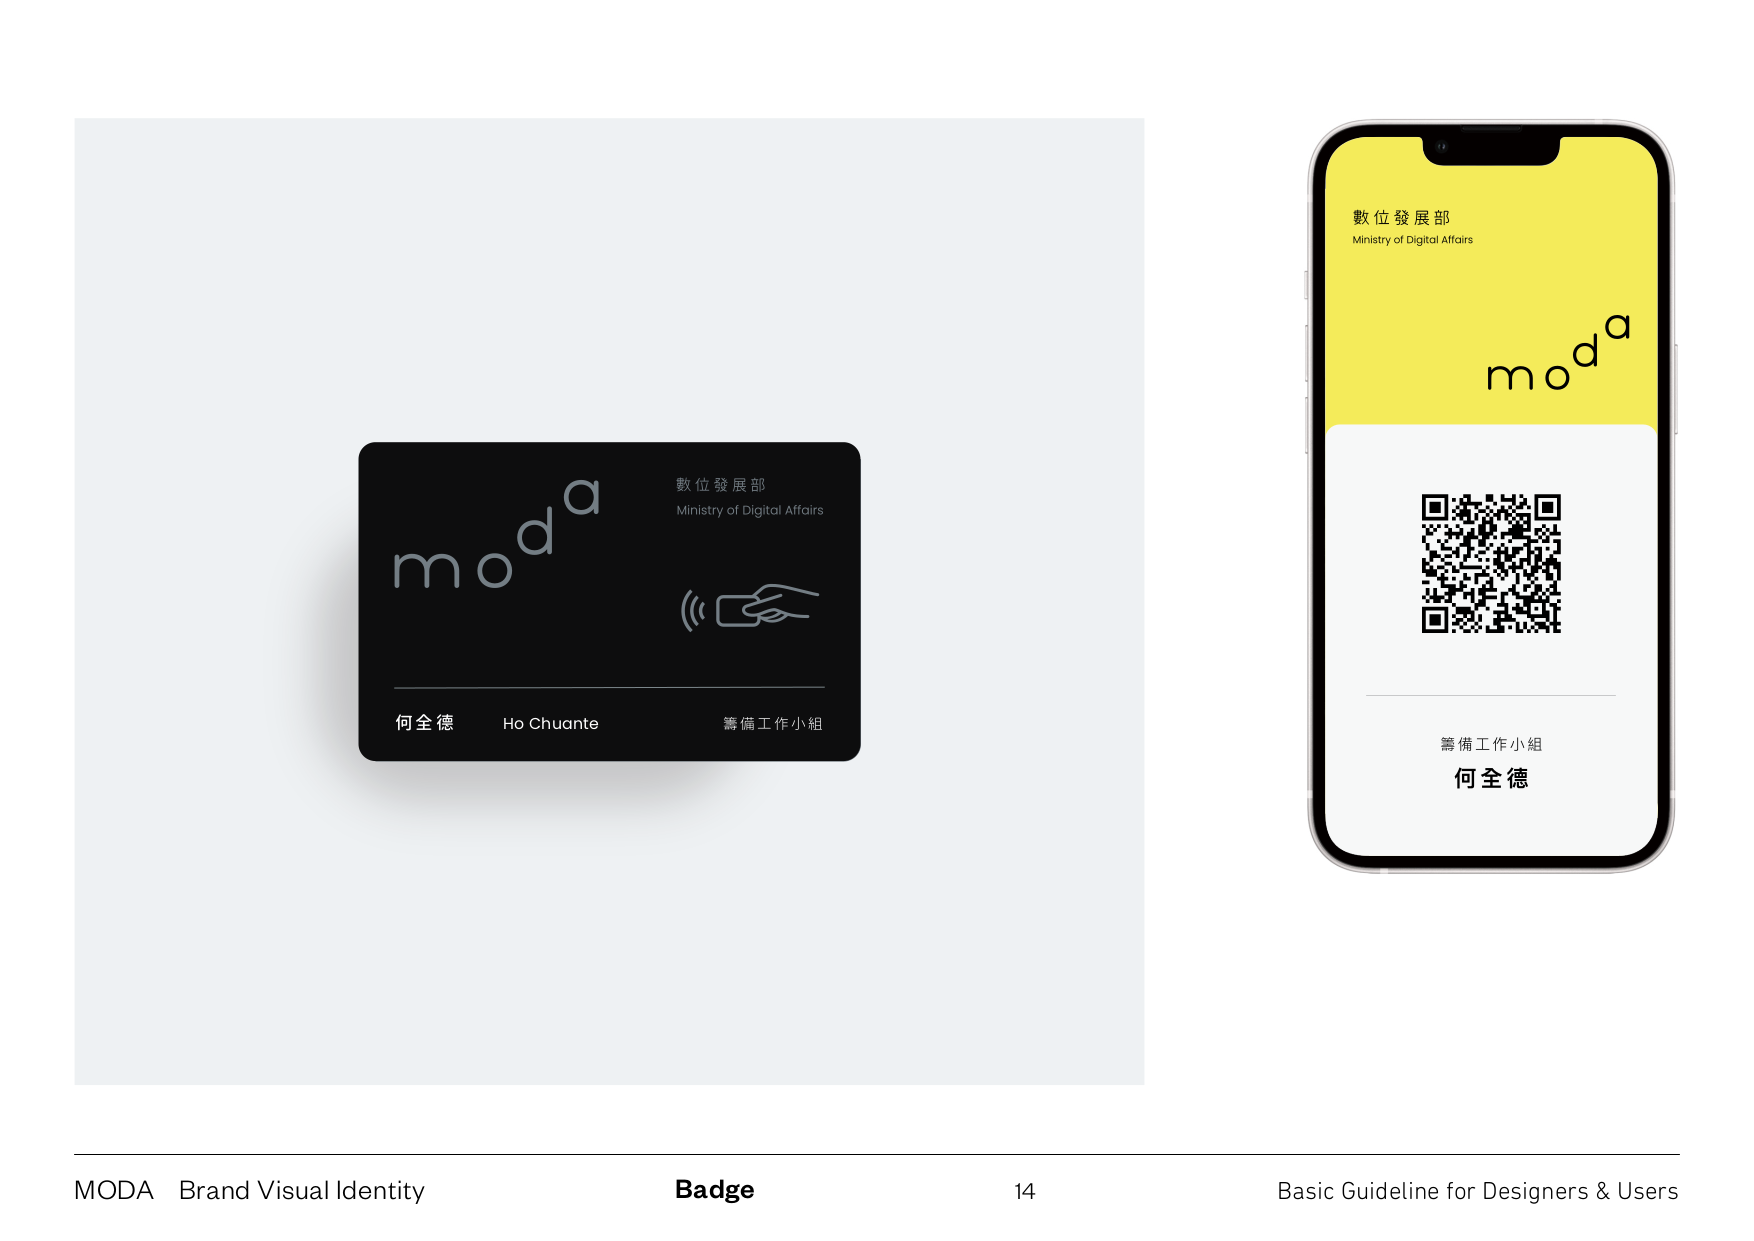 moda
數位發展部
Ministry of Digital Affairs
何全德 Ho Chuante 籌備工作小組
數位發展部
Ministry of Digital Affairs
moda
籌備工作小組
何全德
MODA Brand Visual Identity Badge 14 Basic Guideline for Designers & Users